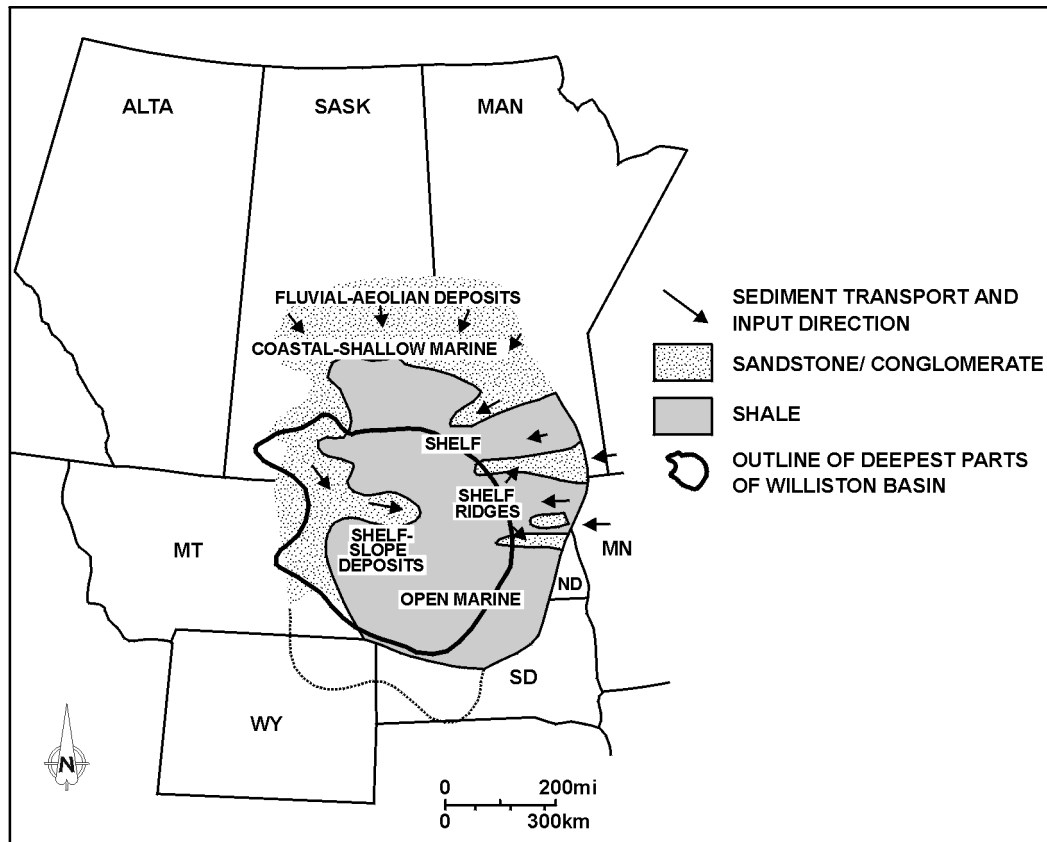 ALTA
SASK
MAN
FLUVIAL-AEOLIAN DEPOSITS
COASTAL-SHALLOW MARINE
SHELF
SHELF
RIDGES
SHELF-
SLOPE
DEPOSITS
OPEN MARINE
MT
MN
ND
SD
WY
N
SEDIMENT TRANSPORT AND
INPUT DIRECTION
SANDSTONE/ CONGLOMERATE
SHALE
OUTLINE OF DEEPEST PARTS
OF WILLISTON BASIN
0 200mi
0 300km